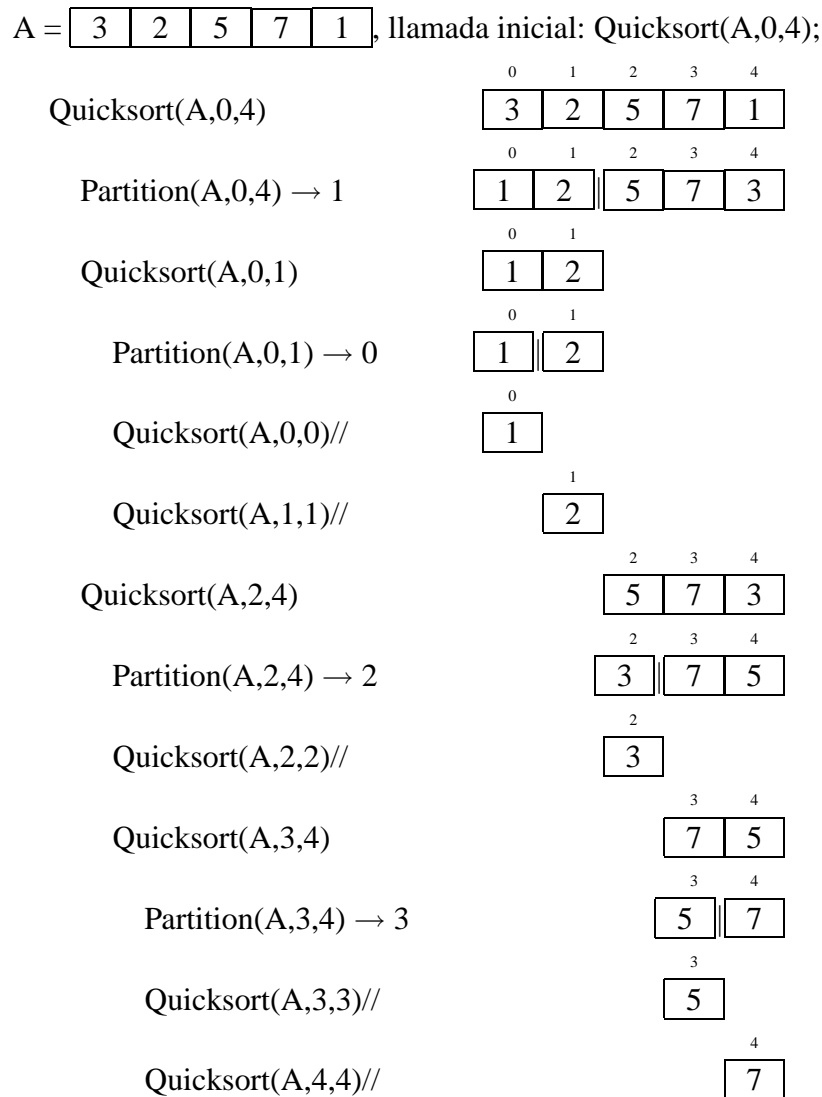 A = 3 2 5 7 1, llamada inicial: Quicksort(A,0,4);
0 1 2 3 4
Quicksort(A,0,4) 3 2 5 7 1
0 1 2 3 4
Partition(A,0,4) → 1 1 2 || 5 7 3
0 1
Quicksort(A,0,1) 1 2
0 1
Partition(A,0,1) → 0 1 || 2
0
Quicksort(A,0,0)// 1
1
Quicksort(A,1,1)// 2
2 3 4
Quicksort(A,2,4) 5 7 3
2 3 4
Partition(A,2,4) → 2 3 || 7 5
2
Quicksort(A,2,2)// 3
3 4
Quicksort(A,3,4) 7 5
3 4
Partition(A,3,4) → 3 5 || 7
3
Quicksort(A,3,3)// 5
4
Quicksort(A,4,4)// 7